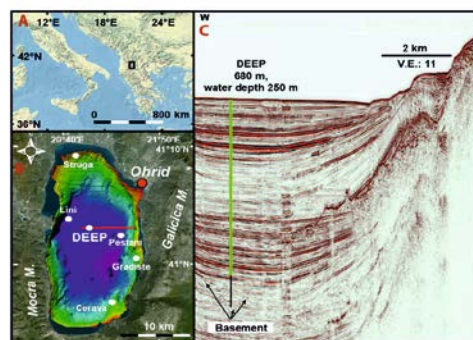 A
12°E 18°E 24°E
42°N
36°N
0 800 km
B
20°40'E 21°50'E
41°10'N
Struga
Ohrid
Lini
DEEP
Pestani
Gradiste
41°N
Cerava
Mocra M.
Galicica M.
10 km
W
C
DEEP
680 m,
water depth 250 m
2 km
V.E.: 11
Basement